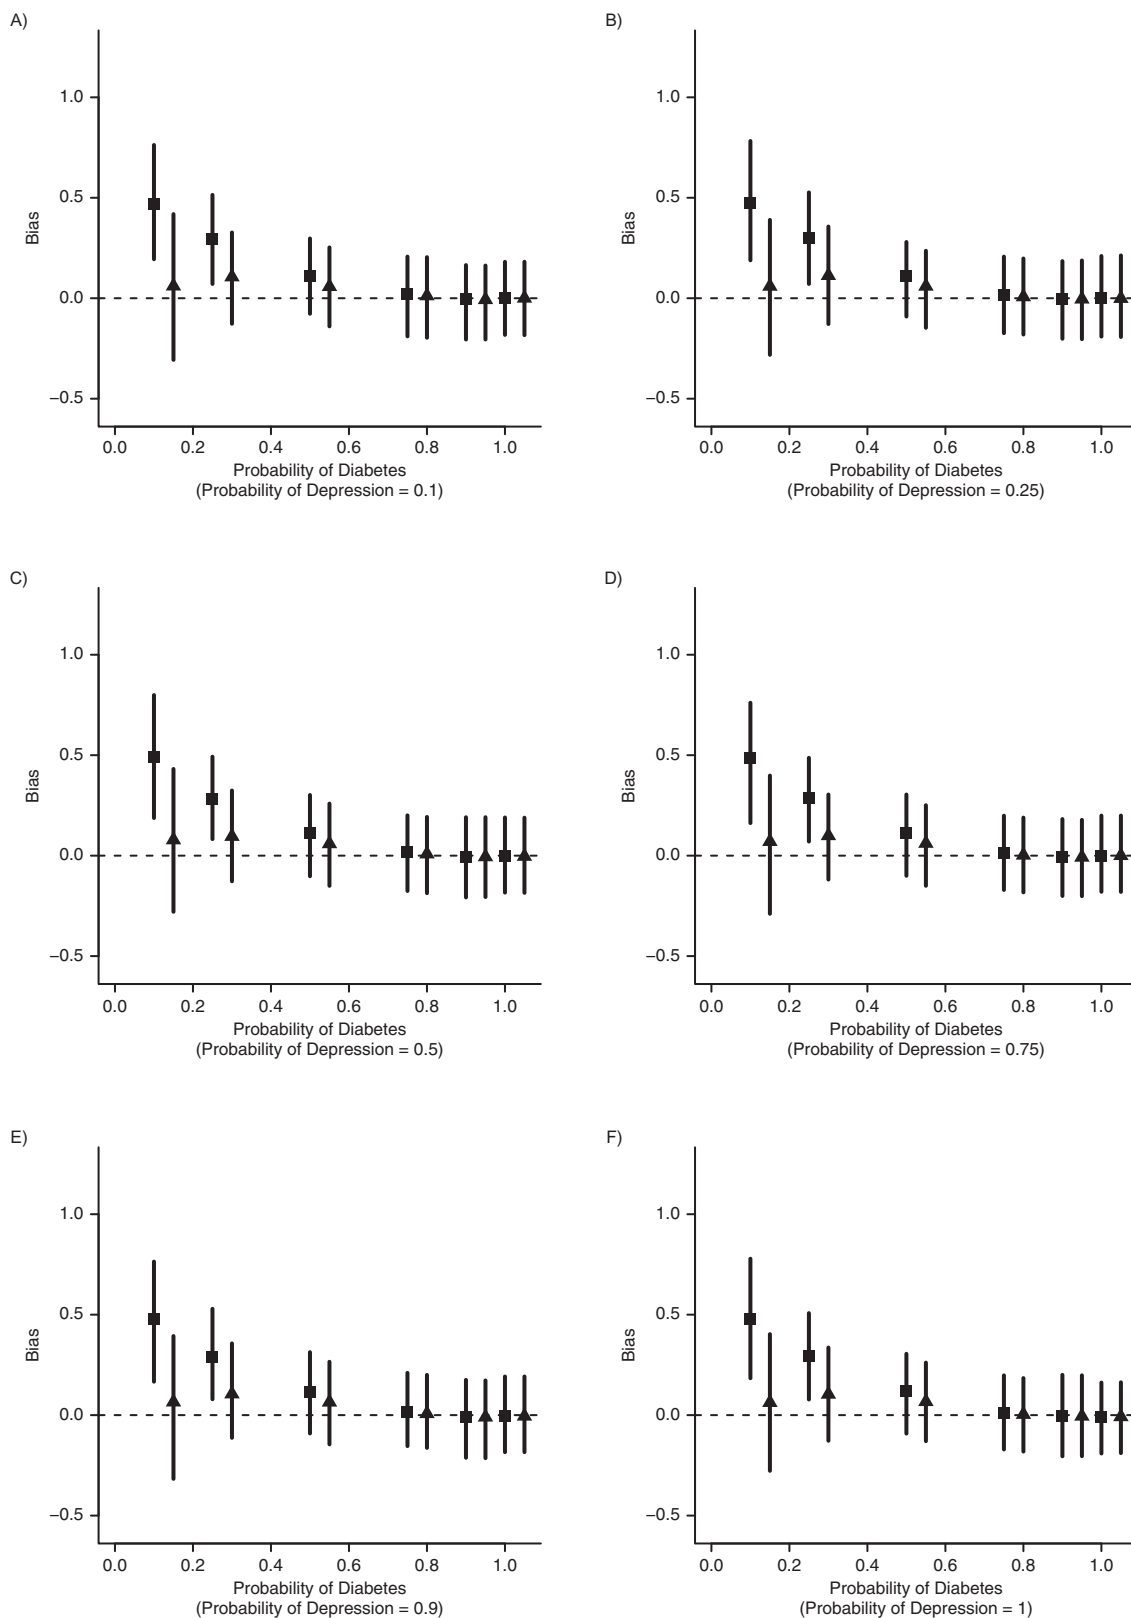 A)
1.0
0.5
0.0
−0.5
Bias
0.0 0.2 0.4 0.6 0.8 1.0
Probability of Diabetes
(Probability of Depression = 0.1)
B)
1.0
0.5
0.0
−0.5
Bias
0.0 0.2 0.4 0.6 0.8 1.0
Probability of Diabetes
(Probability of Depression = 0.25)
C)
1.0
0.5
0.0
−0.5
Bias
0.0 0.2 0.4 0.6 0.8 1.0
Probability of Diabetes
(Probability of Depression = 0.5)
D)
1.0
0.5
0.0
−0.5
Bias
0.0 0.2 0.4 0.6 0.8 1.0
Probability of Diabetes
(Probability of Depression = 0.75)
E)
1.0
0.5
0.0
−0.5
Bias
0.0 0.2 0.4 0.6 0.8 1.0
Probability of Diabetes
(Probability of Depression = 0.9)
F)
1.0
0.5
0.0
−0.5
Bias
0.0 0.2 0.4 0.6 0.8 1.0
Probability of Diabetes
(Probability of Depression = 1)